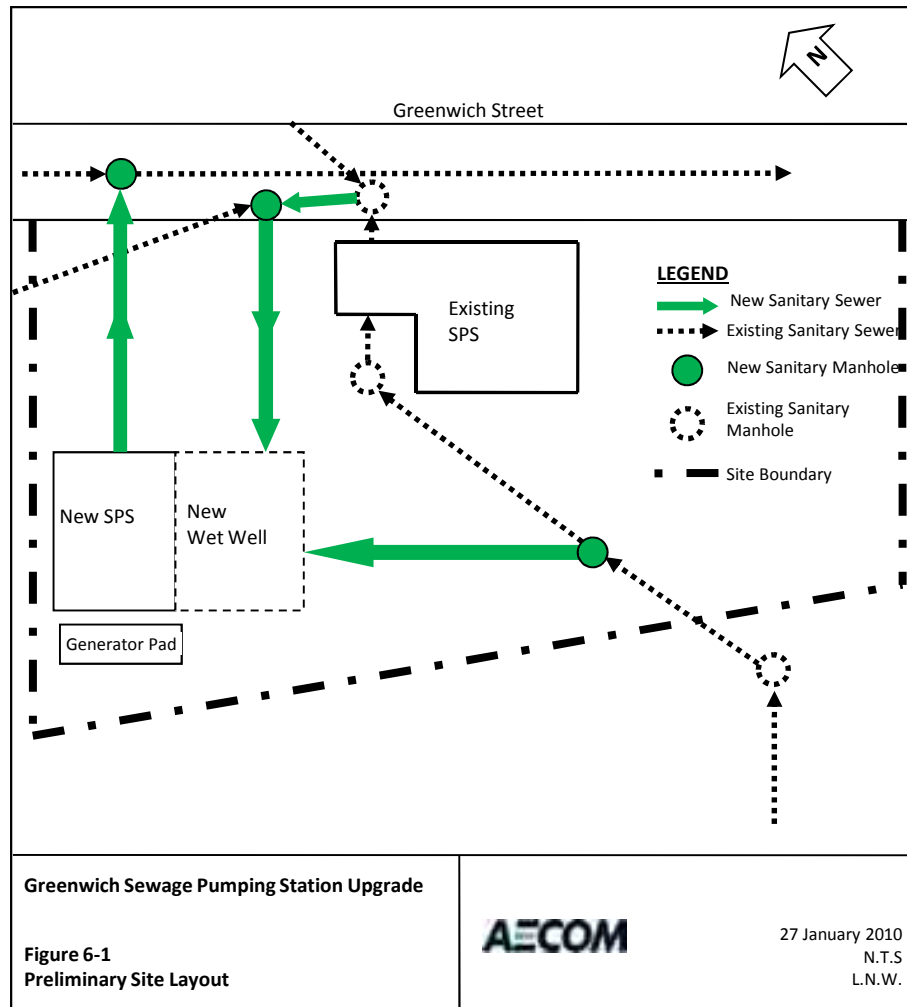 N
Greenwich Street
Existing
SPS
LEGEND
New Sanitary Sewer
Existing Sanitary Sewer
New Sanitary Manhole
Existing Sanitary
Manhole
Site Boundary
New SPS
New
Wet Well
Generator Pad
Greenwich Sewage Pumping Station Upgrade
Figure 6-1
Preliminary Site Layout
AECOM
27 January 2010
N.T.S
L.N.W.